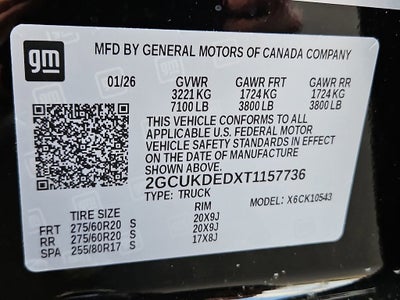 gm
MFD BY GENERAL MOTORS OF CANADA COMPANY
01/26 GVWR GAWR FRT GAWR RR
3221 KG 1724 KG 1724 KG
7100 LB 3800 LB 3800 LB
THIS VEHICLE CONFORMS TO ALL
APPLICABLE U.S. FEDERAL MOTOR
VEHICLE SAFETY STANDARDS IN EFFECT
ON THE DATE OF MANUFACTURE
SHOWN ABOVE.
2GCUKDEDXT1157736
TYPE: TRUCK MODEL: X6CK10543
TIRE SIZE RIM
FRT 275/60R20 S 20X9J
RR 275/60R20 S 20X9J
SPA 255/80R17 S 17X8J